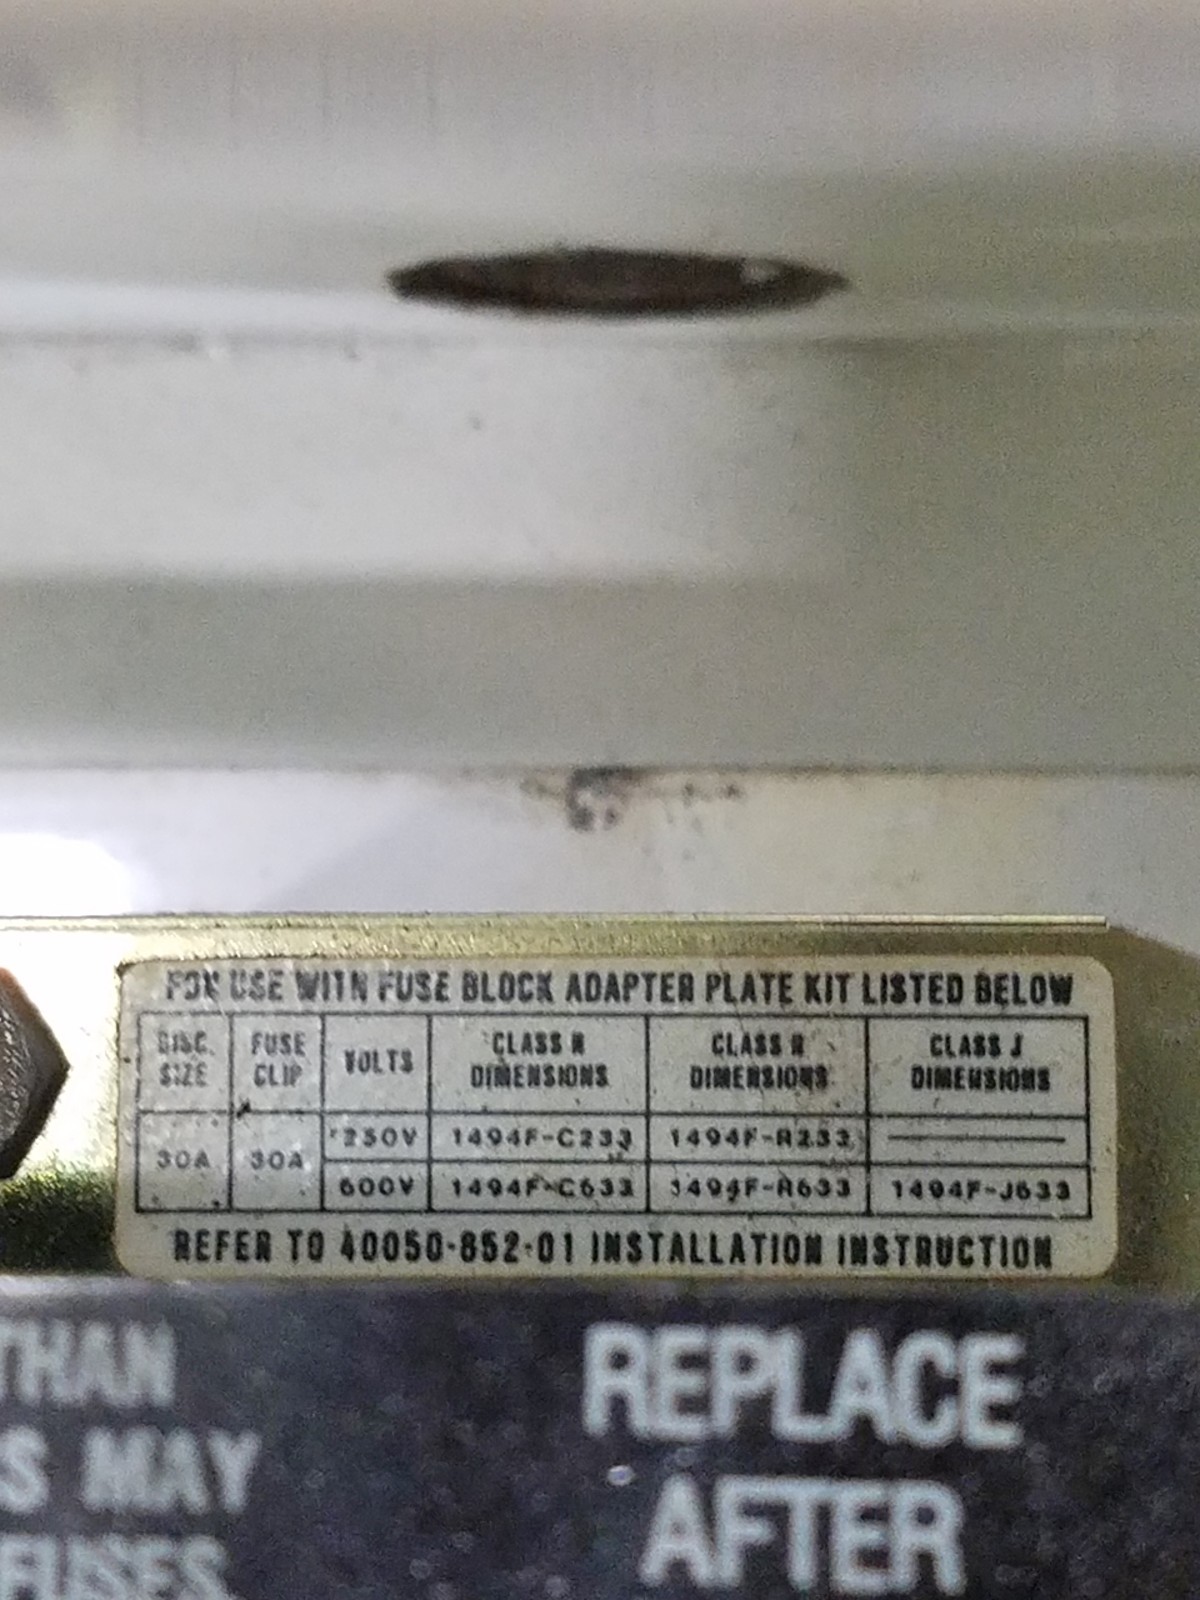 FOR USE WITH FUSE BLOCK ADAPTER PLATE KIT LISTED BELOW
DISC. SIZE FUSE CLIP VOLTS CLASS H DIMENSIONS CLASS R DIMENSIONS CLASS J DIMENSIONS
30A 30A 250V 1494F-C233 1494F-R233
600V 1494F-C633 1494F-R633 1494F-J633
REFER TO 40050-852-01 INSTALLATION INSTRUCTION
THAN REPLACE
S MAY AFTER
FUSES